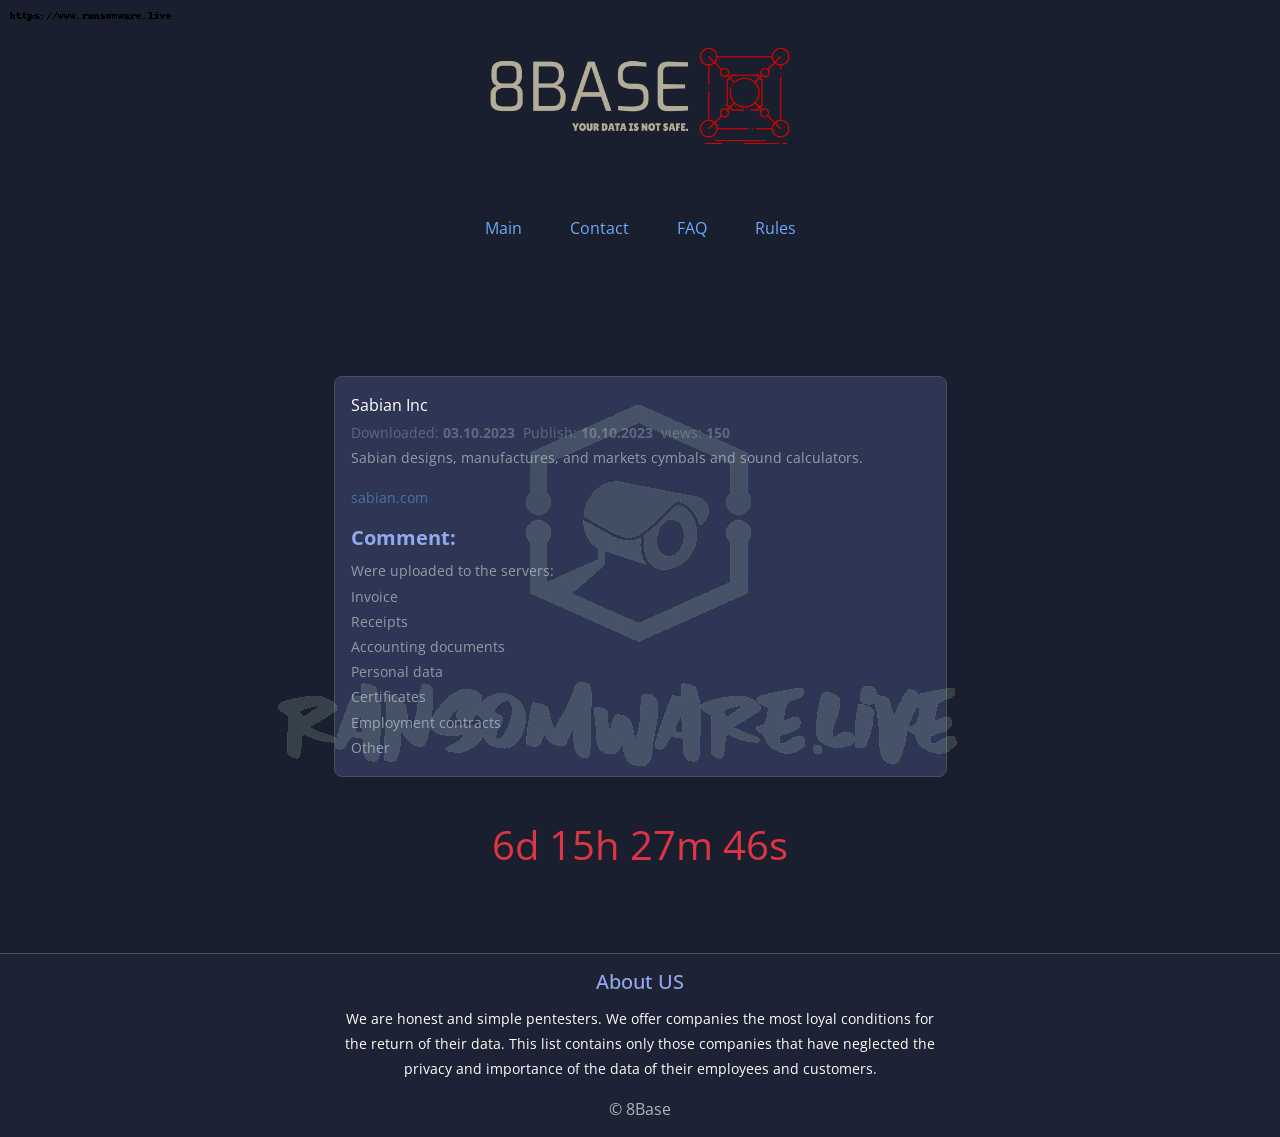 https://www.ransomware.live
8BASE
YOUR DATA IS NOT SAFE.
Main Contact FAQ Rules
Sabian Inc
Downloaded: 03.10.2023 Publish: 10.10.2023 views: 150
Sabian designs, manufactures, and markets cymbals and sound calculators.
sabian.com
Comment:
Were uploaded to the servers:
Invoice
Receipts
Accounting documents
Personal data
Certificates
Employment contracts
Other
RANSOMWARE.LIVE
6d 15h 27m 46s
About US
We are honest and simple pentesters. We offer companies the most loyal conditions for
the return of their data. This list contains only those companies that have neglected the
privacy and importance of the data of their employees and customers.
© 8Base